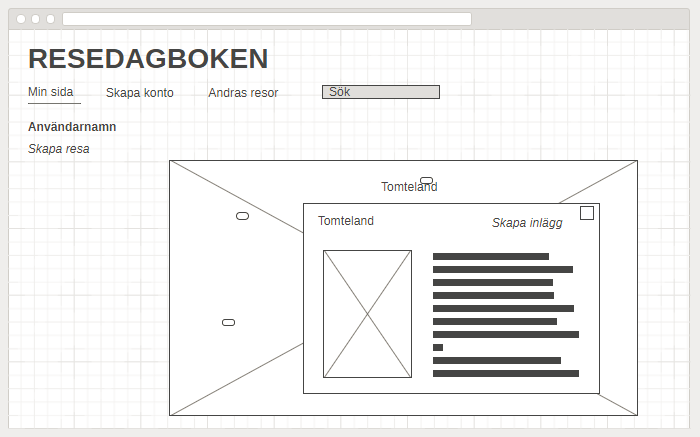 RESEDAGBOKEN
Min sida
Skapa konto
Andras resor
Sök
Användarnamn
Skapa resa
Tomteland
Tomteland
Skapa inlägg